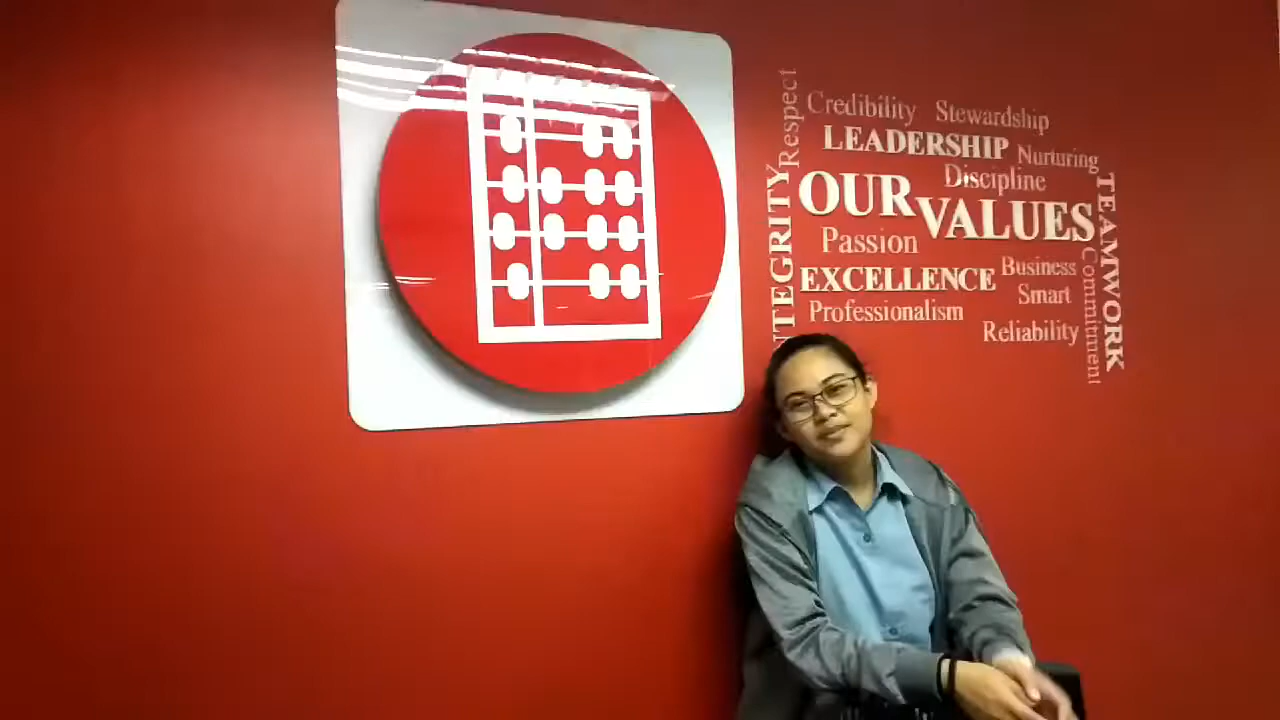 Respect
Credibility Stewardship
LEADERSHIP Nurturing
Discipline
INTEGRITY
OUR VALUES
TEAMWORK
Passion
EXCELLENCE Business
Smart
Commitment
Professionalism
Reliability